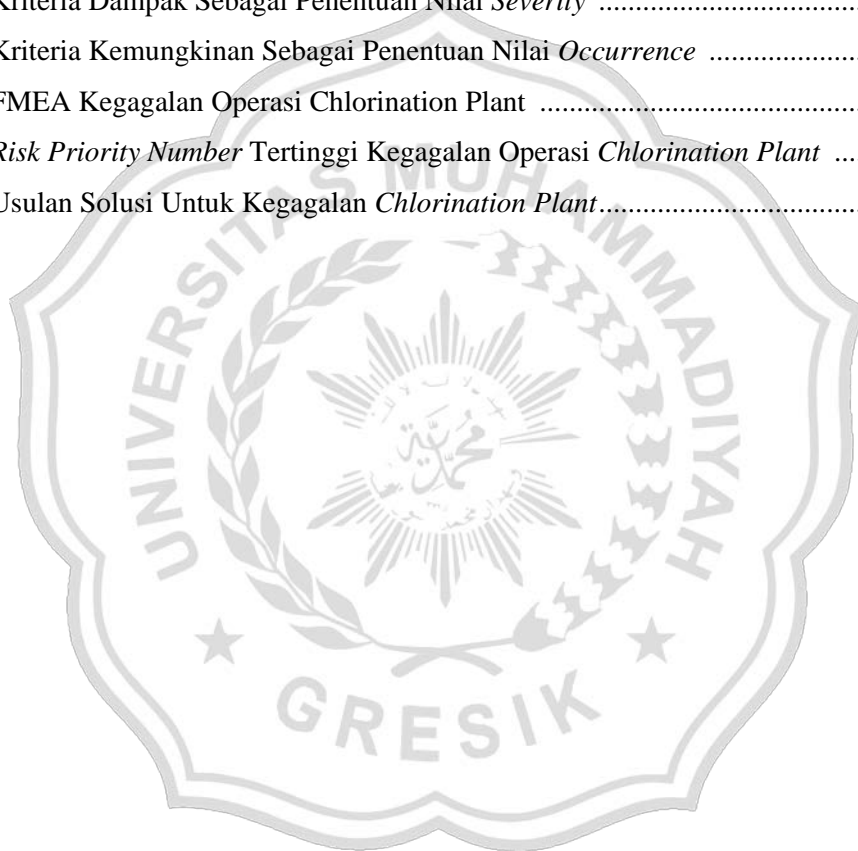 Kriteria Dampak Sebagai Penentuan Nilai Severity ....................................
Kriteria Kemungkinan Sebagai Penentuan Nilai Occurrence .....................
FMEA Kegagalan Operasi Chlorination Plant ............................................
Risk Priority Number Tertinggi Kegagalan Operasi Chlorination Plant ...
Usulan Solusi Untuk Kegagalan Chlorination Plant....................................
UNIVERSITAS MUHAMMADIYAH
GRESIK